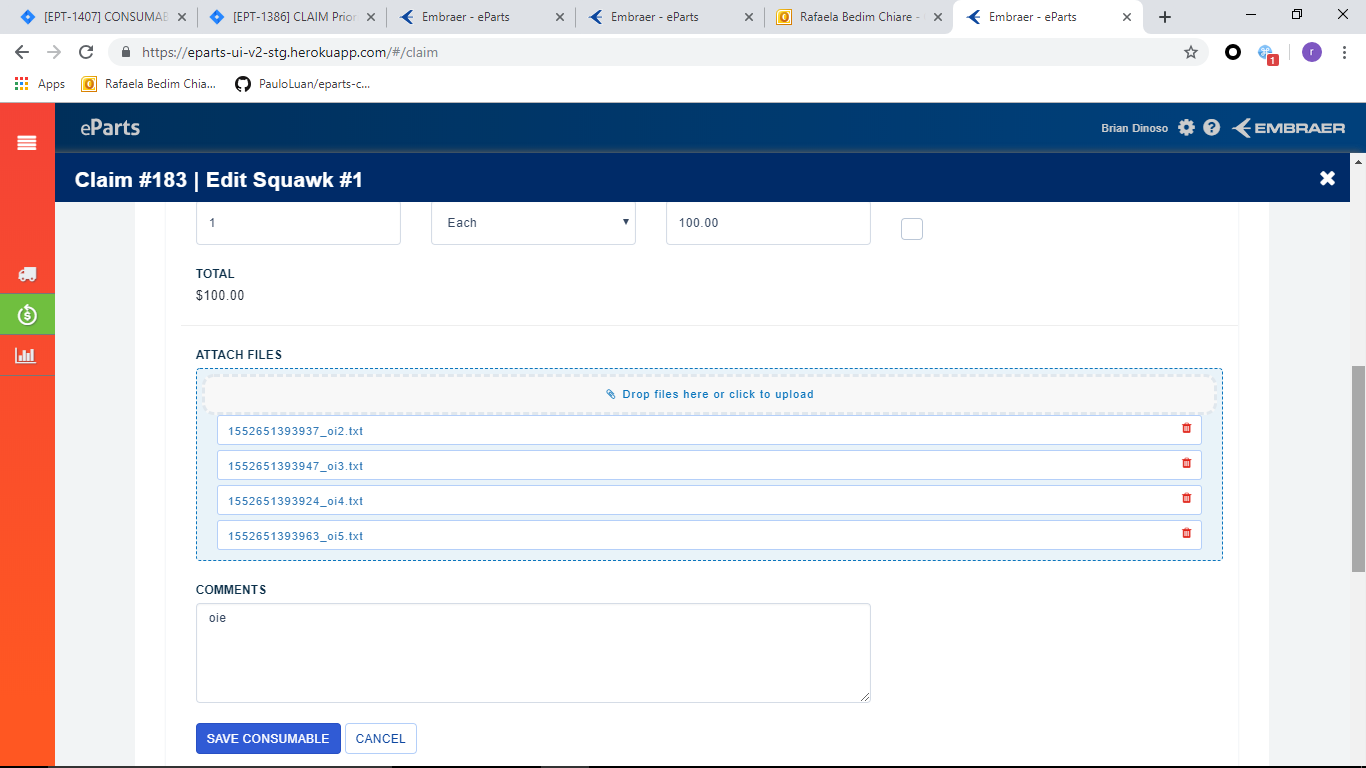 [EPT-1407] CONSUMAB
[EPT-1386] CLAIM Prior
Embraer - eParts
Embraer - eParts
Rafaela Bedim Chiare -
Embraer - eParts
https://eparts-ui-v2-stg.herokuapp.com/#/claim
1
r
Apps
Rafaela Bedim Chia...
PauloLuan/eparts-c...
eParts
Brian Dinoso
EMBRAER
Claim #183 | Edit Squawk #1
1
Each
100.00
TOTAL
$100.00
ATTACH FILES
Drop files here or click to upload
1552651393937_oi2.txt
1552651393947_oi3.txt
1552651393924_oi4.txt
1552651393963_oi5.txt
COMMENTS
oie
SAVE CONSUMABLE
CANCEL